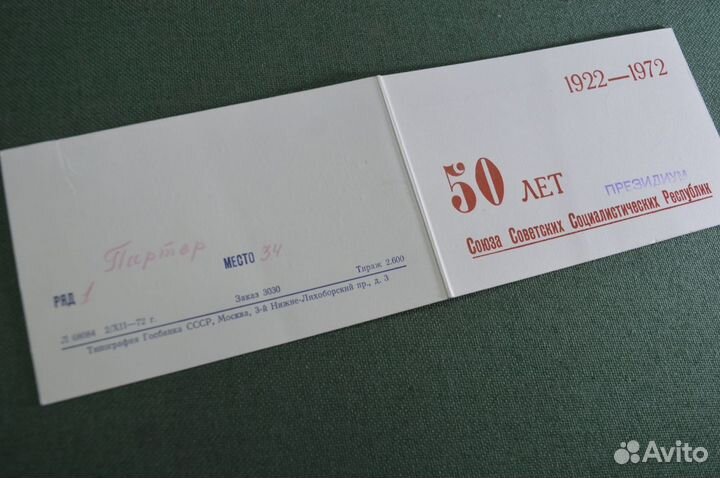 Партер
РЯД 1 МЕСТО 34
Л 68084 2/XII—72 г. Заказ 3030 Тираж 2.600
Типография Госбанка СССР, Москва, 3-й Нижне-Лихоборский пр., д. 3
1922—1972
50 ЛЕТ
ПРЕЗИДИУМ
Союза Советских Социалистических Республик
Avito